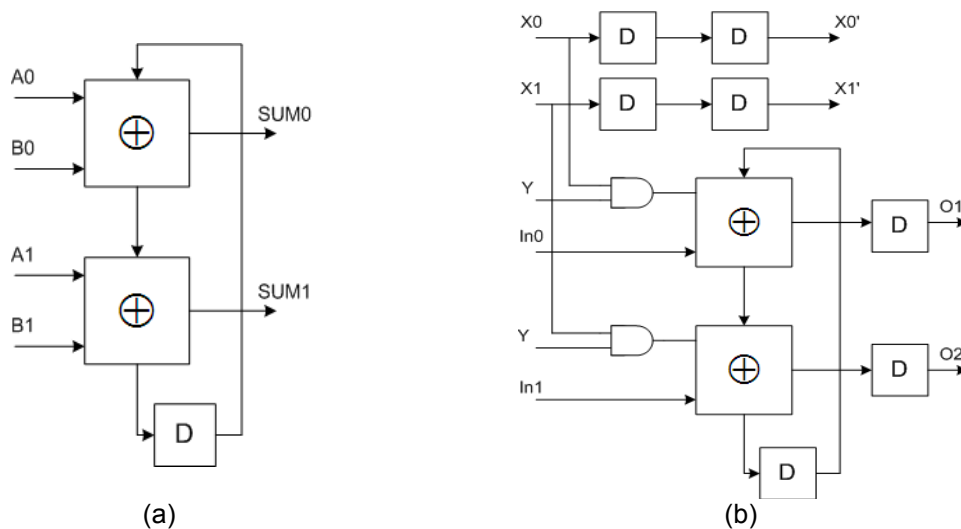 A0
B0
SUM0
A1
B1
SUM1
D
(a)
X0
D
D
X0'
X1
D
D
X1'
Y
In0
D
O1
Y
In1
D
O2
D
(b)